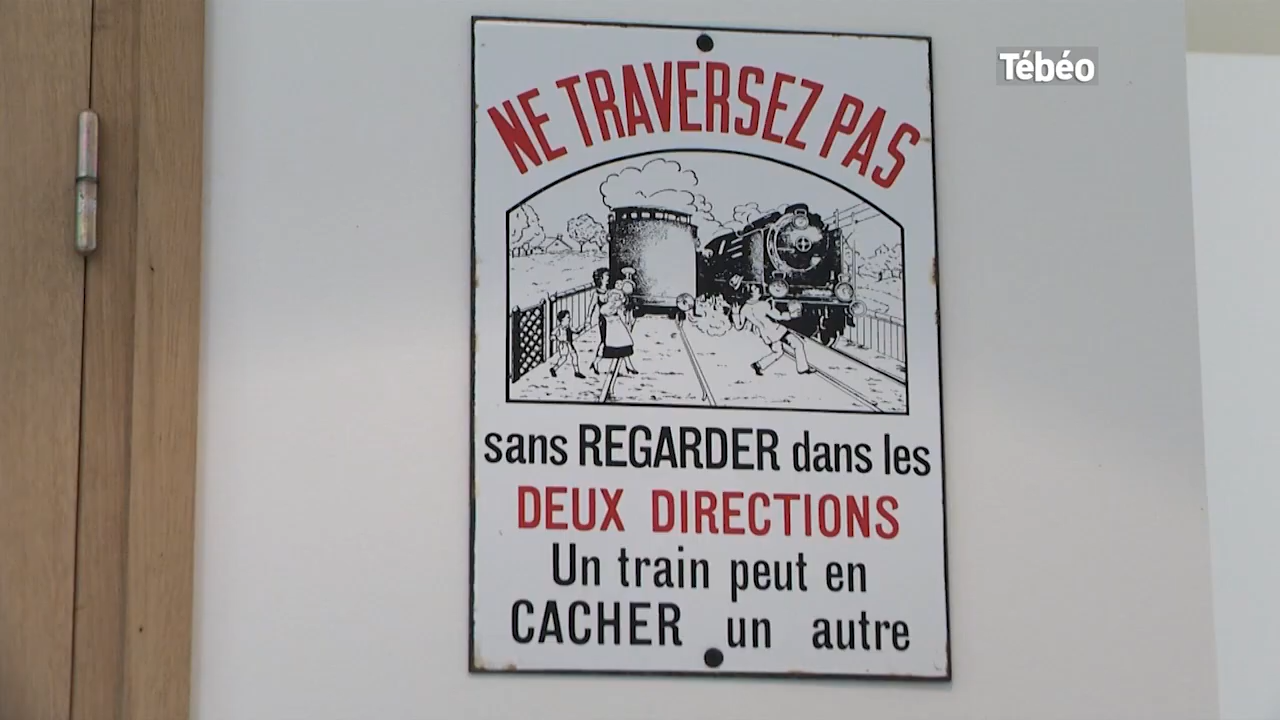 Tébéo
NE TRAVERSEZ PAS
sans REGARDER dans les
DEUX DIRECTIONS
Un train peut en
CACHER un autre